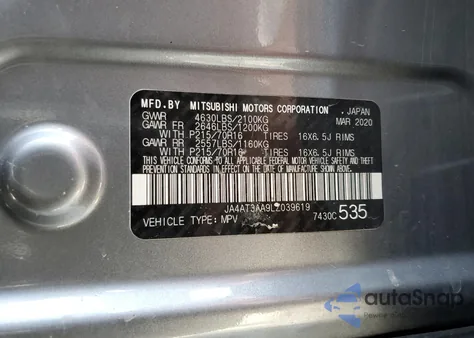 MFD.BY MITSUBISHI MOTORS CORPORATION , JAPAN
GVWR 4630LBS/2100KG MAR 2020
GAWR FR 2646LBS/1200KG
WITH P215/70R16 TIRES 16X6.5J RIMS
GAWR RR 2557LBS/1160KG
WITH P215/70R16 TIRES 16X6.5J RIMS
THIS VEHICLE CONFORMS TO ALL APPLICABLE FEDERAL MOTOR VEHICLE SAFETY, BUMPER, AND THEFT
PREVENTION STANDARDS IN EFFECT ON THE DATE OF MANUFACTURE SHOWN ABOVE.
JA4AT3AA9LZ039619
VEHICLE TYPE: MPV 7430C 535
autoSnap